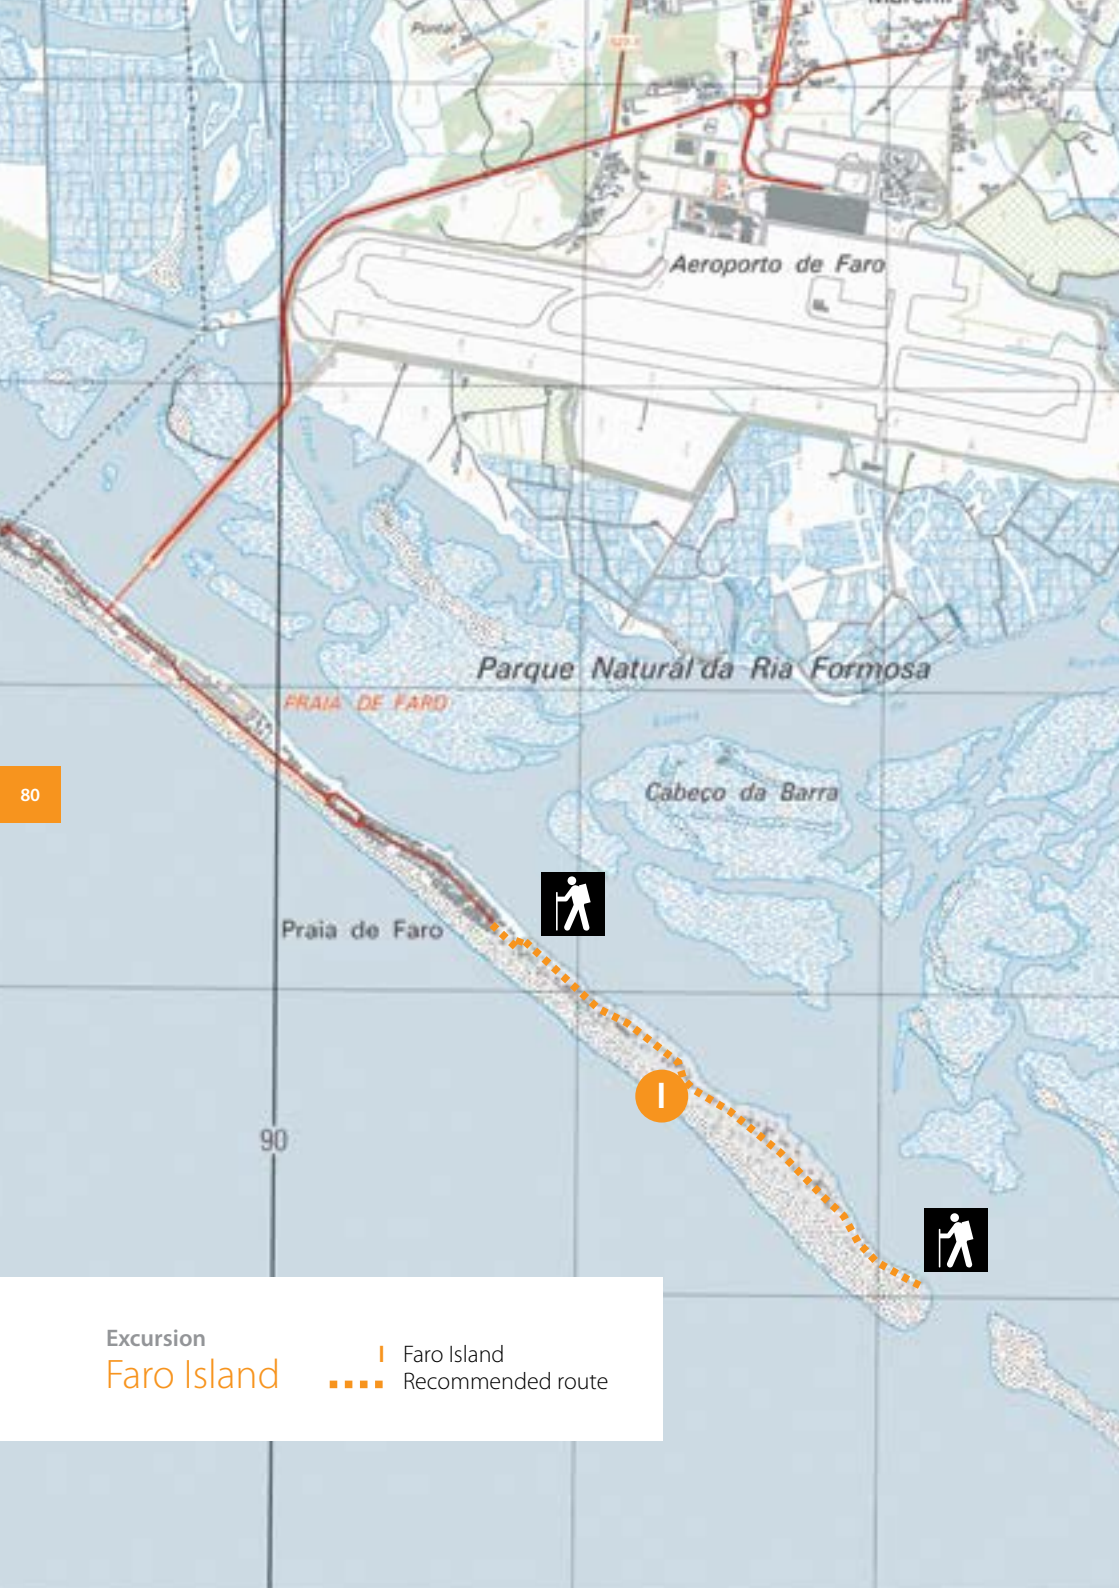 Pontal
Aeroporto de Faro
Parque Natural da Ria Formosa
PRAIA DE FARO
Cabeço da Barra
80
Praia de Faro
I
90
Excursion
Faro Island
I Faro Island
Recommended route